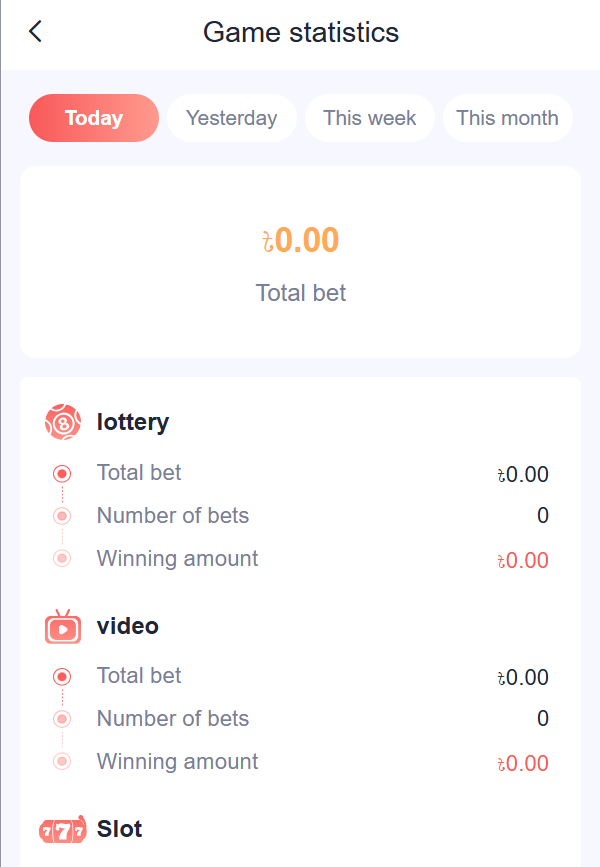 Game statistics
Today Yesterday This week This month
৳0.00
Total bet
lottery
Total bet ৳0.00
Number of bets 0
Winning amount ৳0.00
video
Total bet ৳0.00
Number of bets 0
Winning amount ৳0.00
Slot